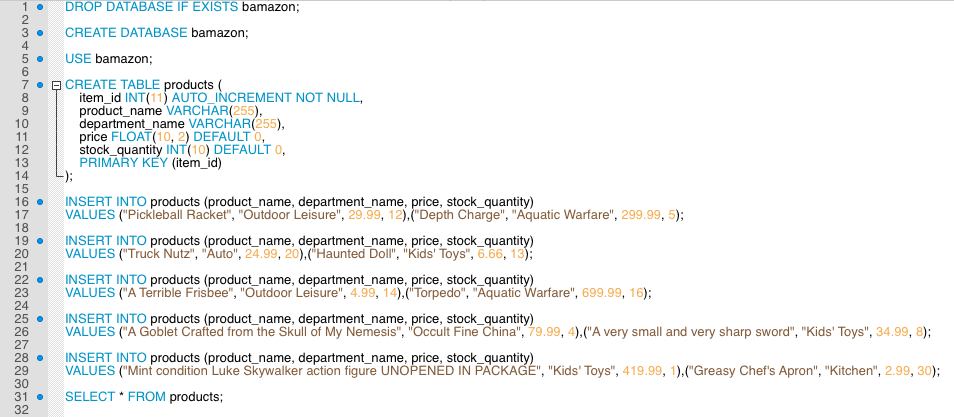 1 DROP DATABASE IF EXISTS bamazon;
2
3 CREATE DATABASE bamazon;
4
5 USE bamazon;
6
7 CREATE TABLE products (
8 item_id INT(11) AUTO_INCREMENT NOT NULL,
9 product_name VARCHAR(255),
10 department_name VARCHAR(255),
11 price FLOAT(10, 2) DEFAULT 0,
12 stock_quantity INT(10) DEFAULT 0,
13 PRIMARY KEY (item_id)
14 );
15
16 INSERT INTO products (product_name, department_name, price, stock_quantity)
17 VALUES ("Pickleball Racket", "Outdoor Leisure", 29.99, 12),("Depth Charge", "Aquatic Warfare", 299.99, 5);
18
19 INSERT INTO products (product_name, department_name, price, stock_quantity)
20 VALUES ("Truck Nutz", "Auto", 24.99, 20),("Haunted Doll", "Kids' Toys", 6.66, 13);
21
22 INSERT INTO products (product_name, department_name, price, stock_quantity)
23 VALUES ("A Terrible Frisbee", "Outdoor Leisure", 4.99, 14),("Torpedo", "Aquatic Warfare", 699.99, 16);
24
25 INSERT INTO products (product_name, department_name, price, stock_quantity)
26 VALUES ("A Goblet Crafted from the Skull of My Nemesis", "Occult Fine China", 79.99, 4),("A very small and very sharp sword", "Kids' Toys", 34.99, 8);
27
28 INSERT INTO products (product_name, department_name, price, stock_quantity)
29 VALUES ("Mint condition Luke Skywalker action figure UNOPENED IN PACKAGE", "Kids' Toys", 419.99, 1),("Greasy Chef's Apron", "Kitchen", 2.99, 30);
30
31 SELECT * FROM products;
32